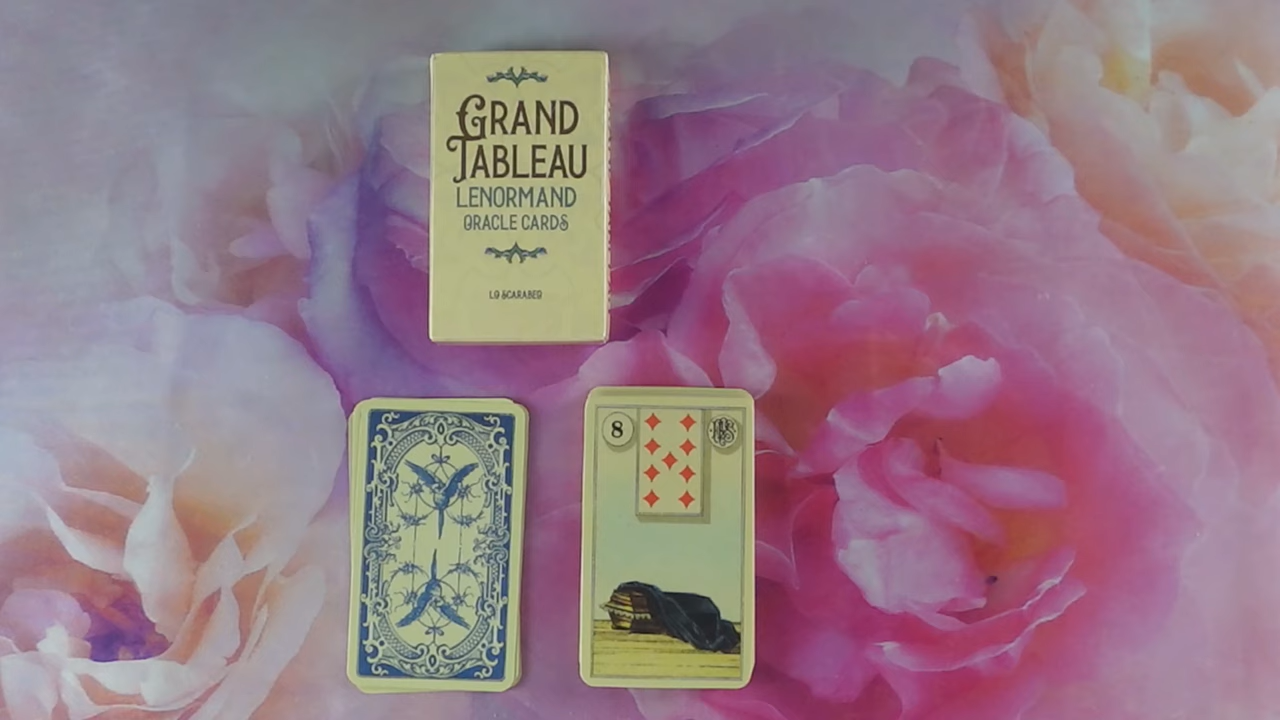 GRAND
TABLEAU
LENORMAND
ORACLE CARDS
LO SCARABEO
8